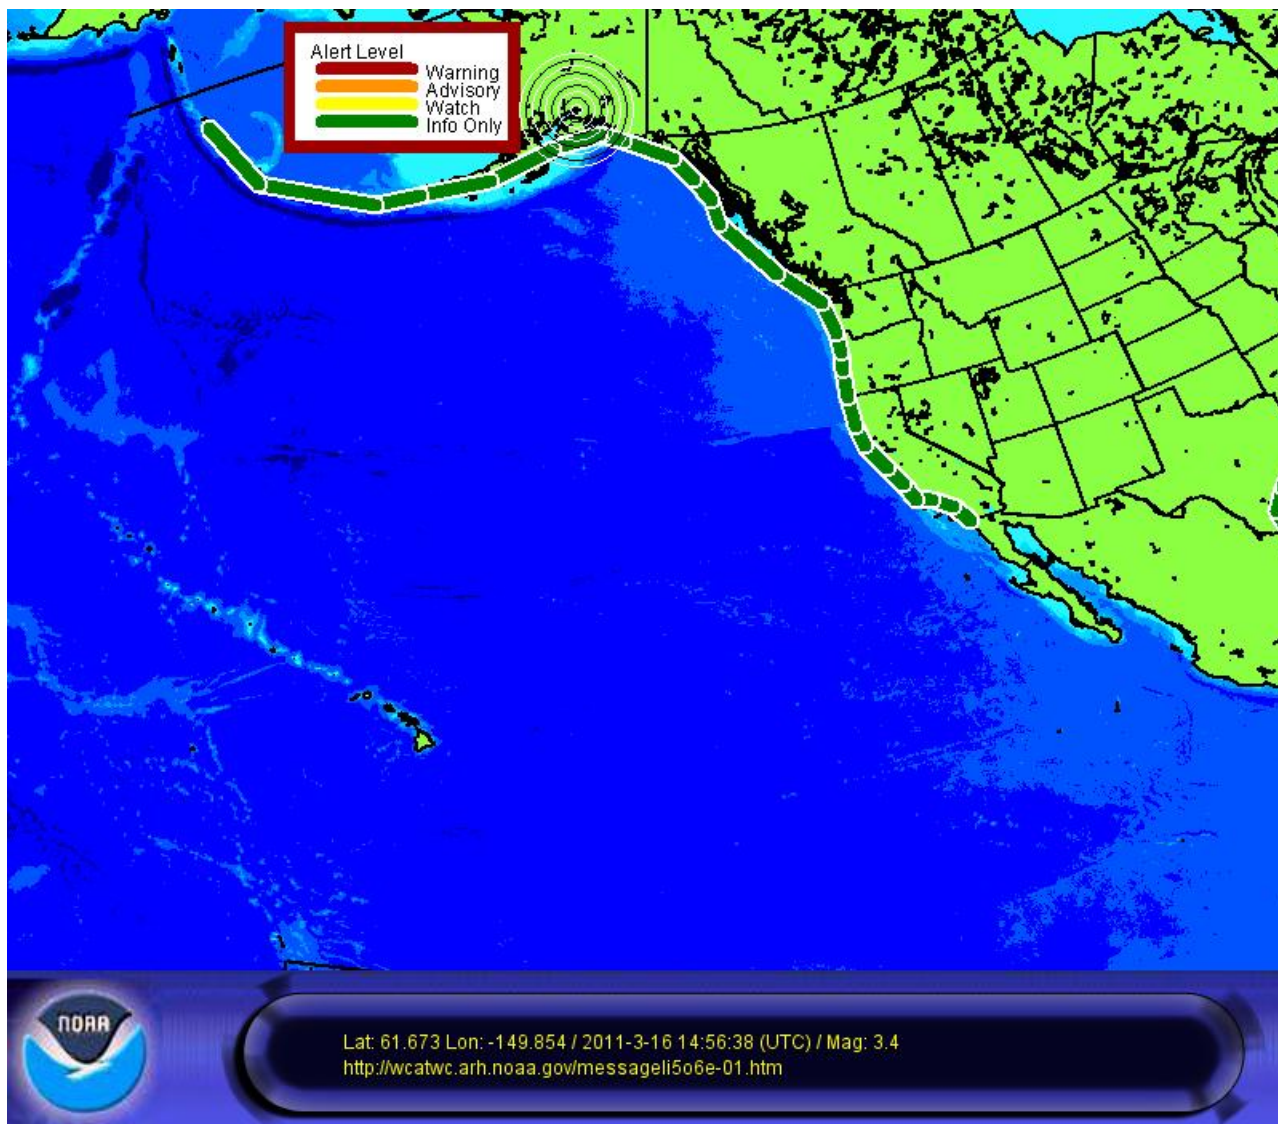 Alert Level
Warning
Advisory
Watch
Info Only
NOAA
Lat: 61.673 Lon: -149.854 / 2011-3-16 14:56:38 (UTC) / Mag: 3.4
http://wcatwc.arh.noaa.gov/messageli5o6e-01.htm